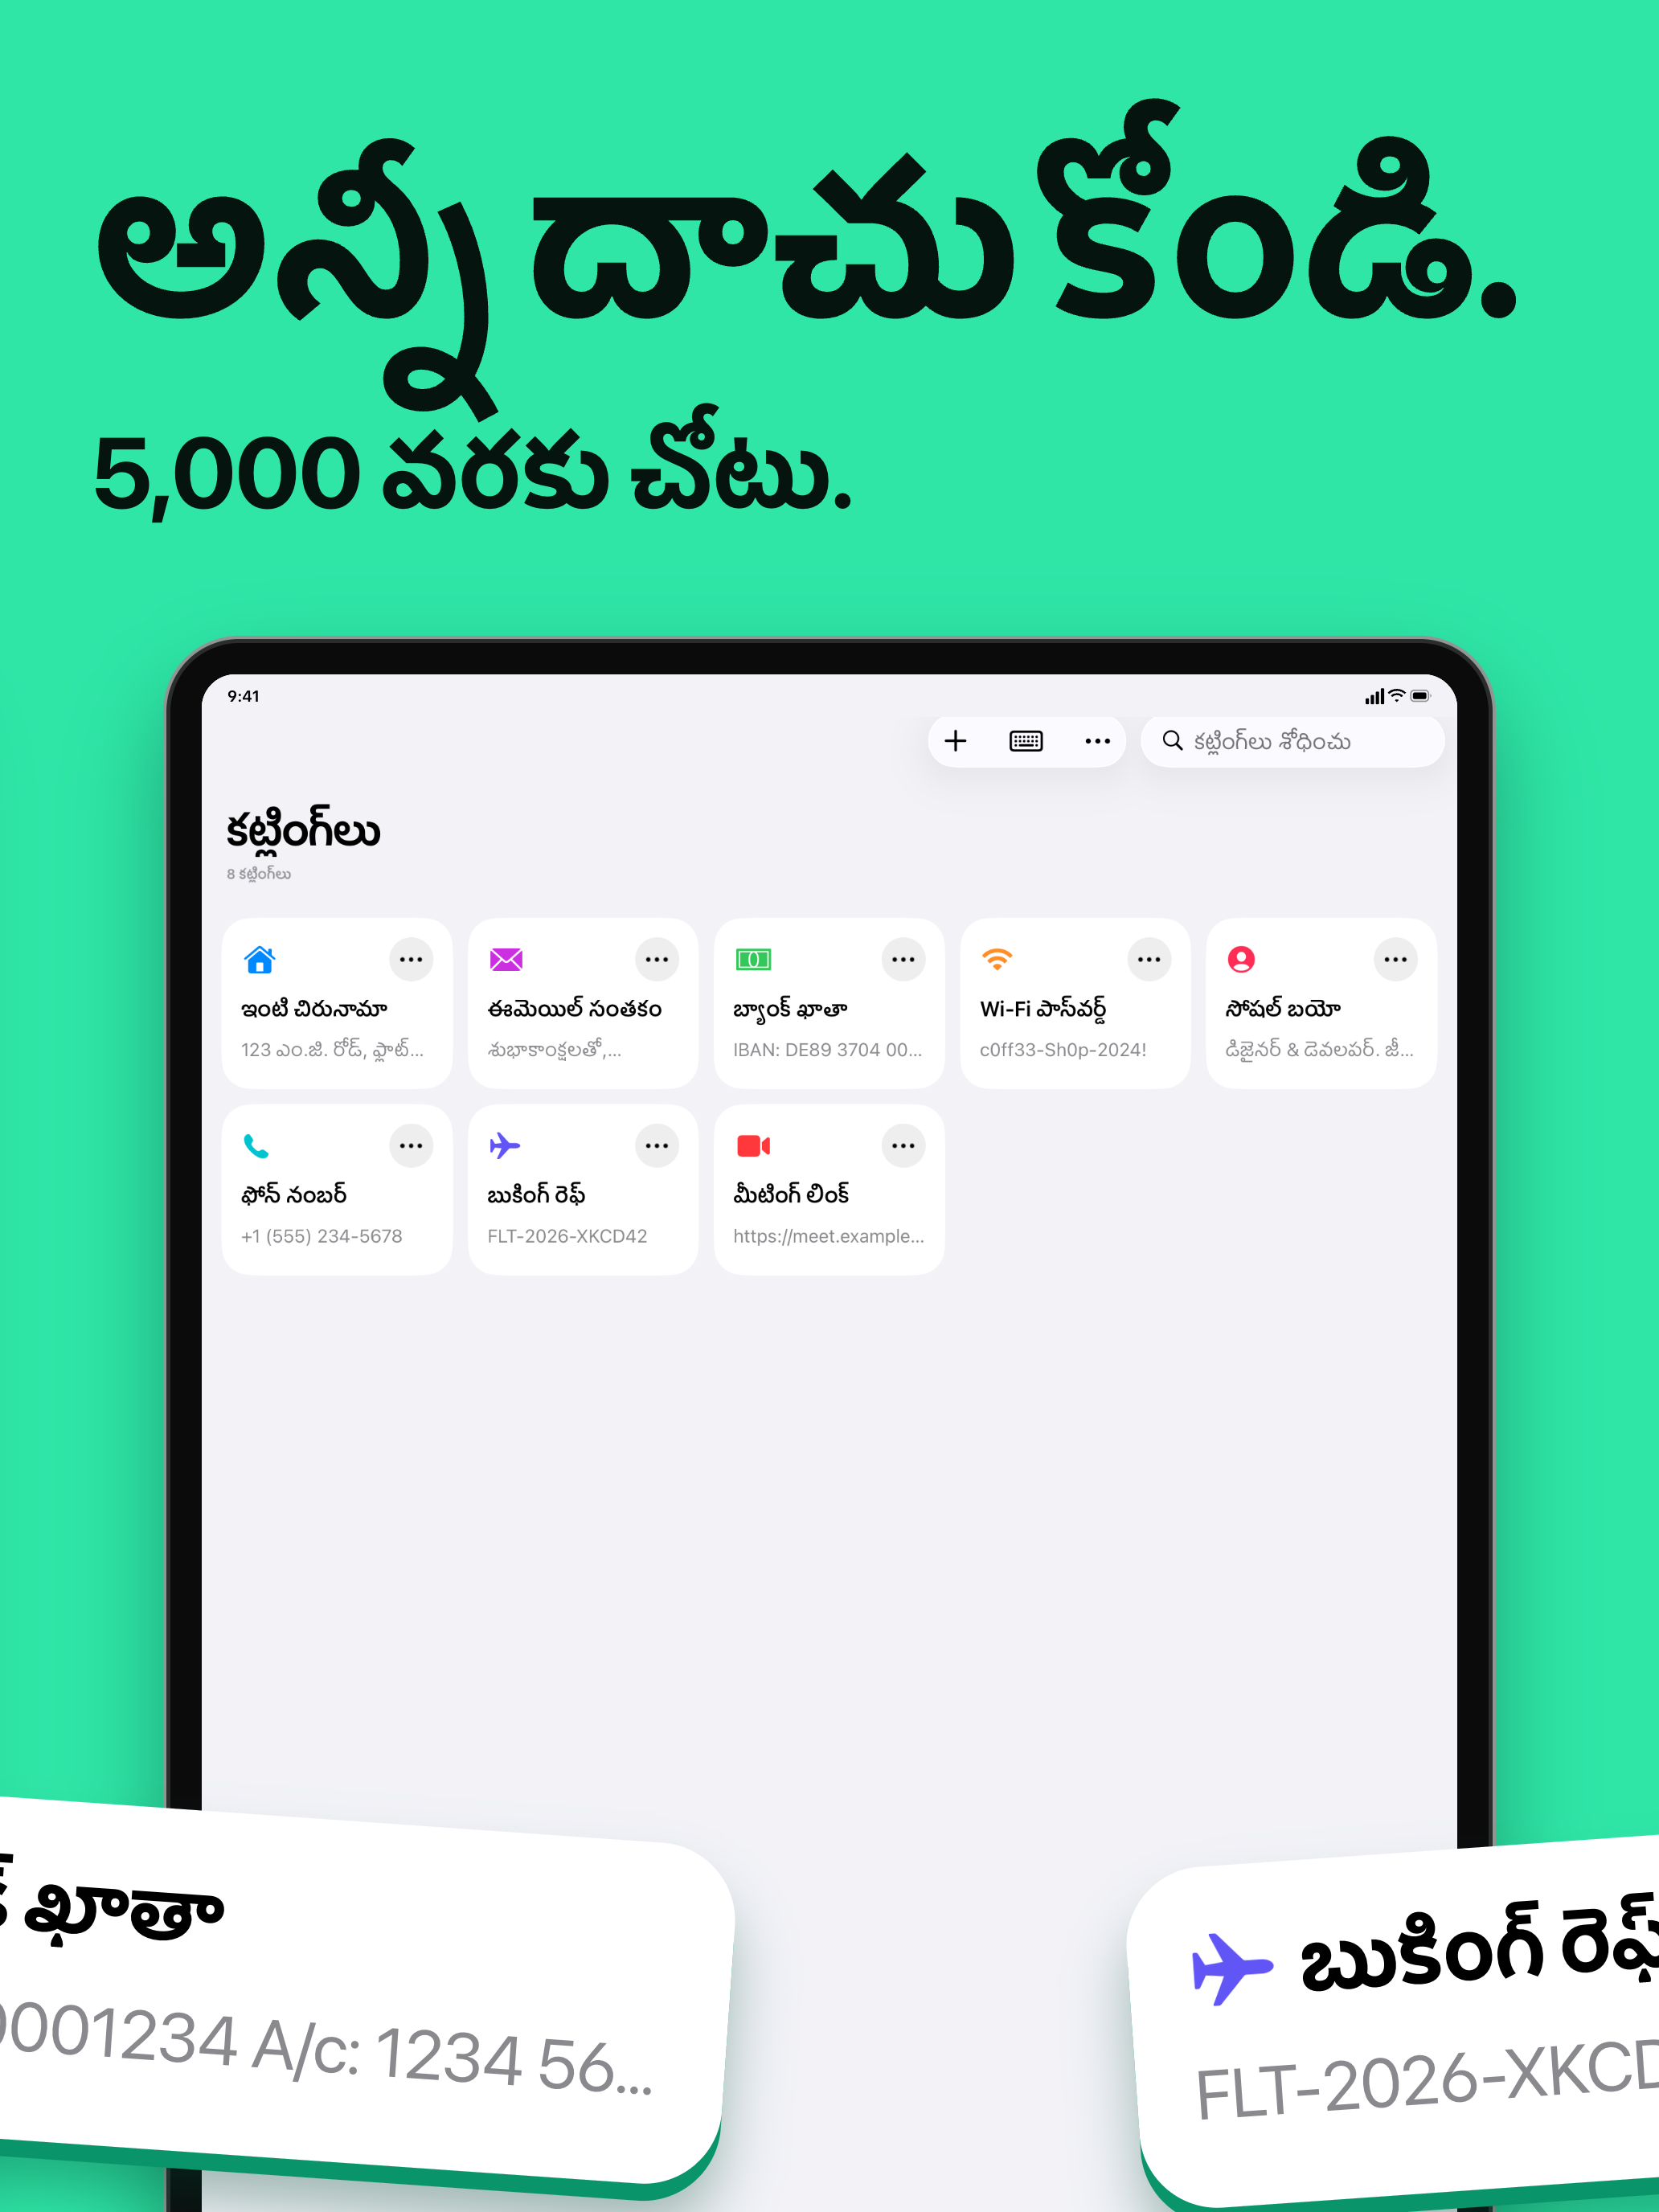 అన్నీ దాచుకోండి.
5,000 వరకు చోటు.
9:41
కట్లింగ్‌లు శోధించు
కట్లింగ్‌లు
8 కట్లింగ్‌లు
ఇంటి చిరునామా
123 ఎం.జి. రోడ్, ఫ్లాట్...
ఈమెయిల్ సంతకం
శుభాకాంక్షలతో,...
బ్యాంక్ ఖాతా
IBAN: DE89 3704 00...
Wi-Fi పాస్‌వర్డ్
c0ff33-Sh0p-2024!
సోషల్ బయో
డిజైనర్ & డెవలపర్. జీ...
ఫోన్ నంబర్
+1 (555) 234-5678
బుకింగ్ రెఫ్
FLT-2026-XKCD42
మీటింగ్ లింక్
https://meet.example...
ఖాతా
0001234 A/c: 1234 56...
బుకింగ్ రెఫ్
FLT-2026-XKCD